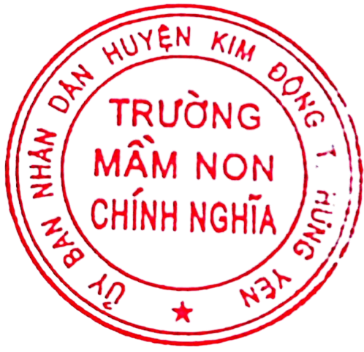 ỦY BAN NHÂN DÂN HUYỆN KIM ĐỘNG T. HƯNG YÊN
TRƯỜNG
MẦM NON
CHÍNH NGHĨA